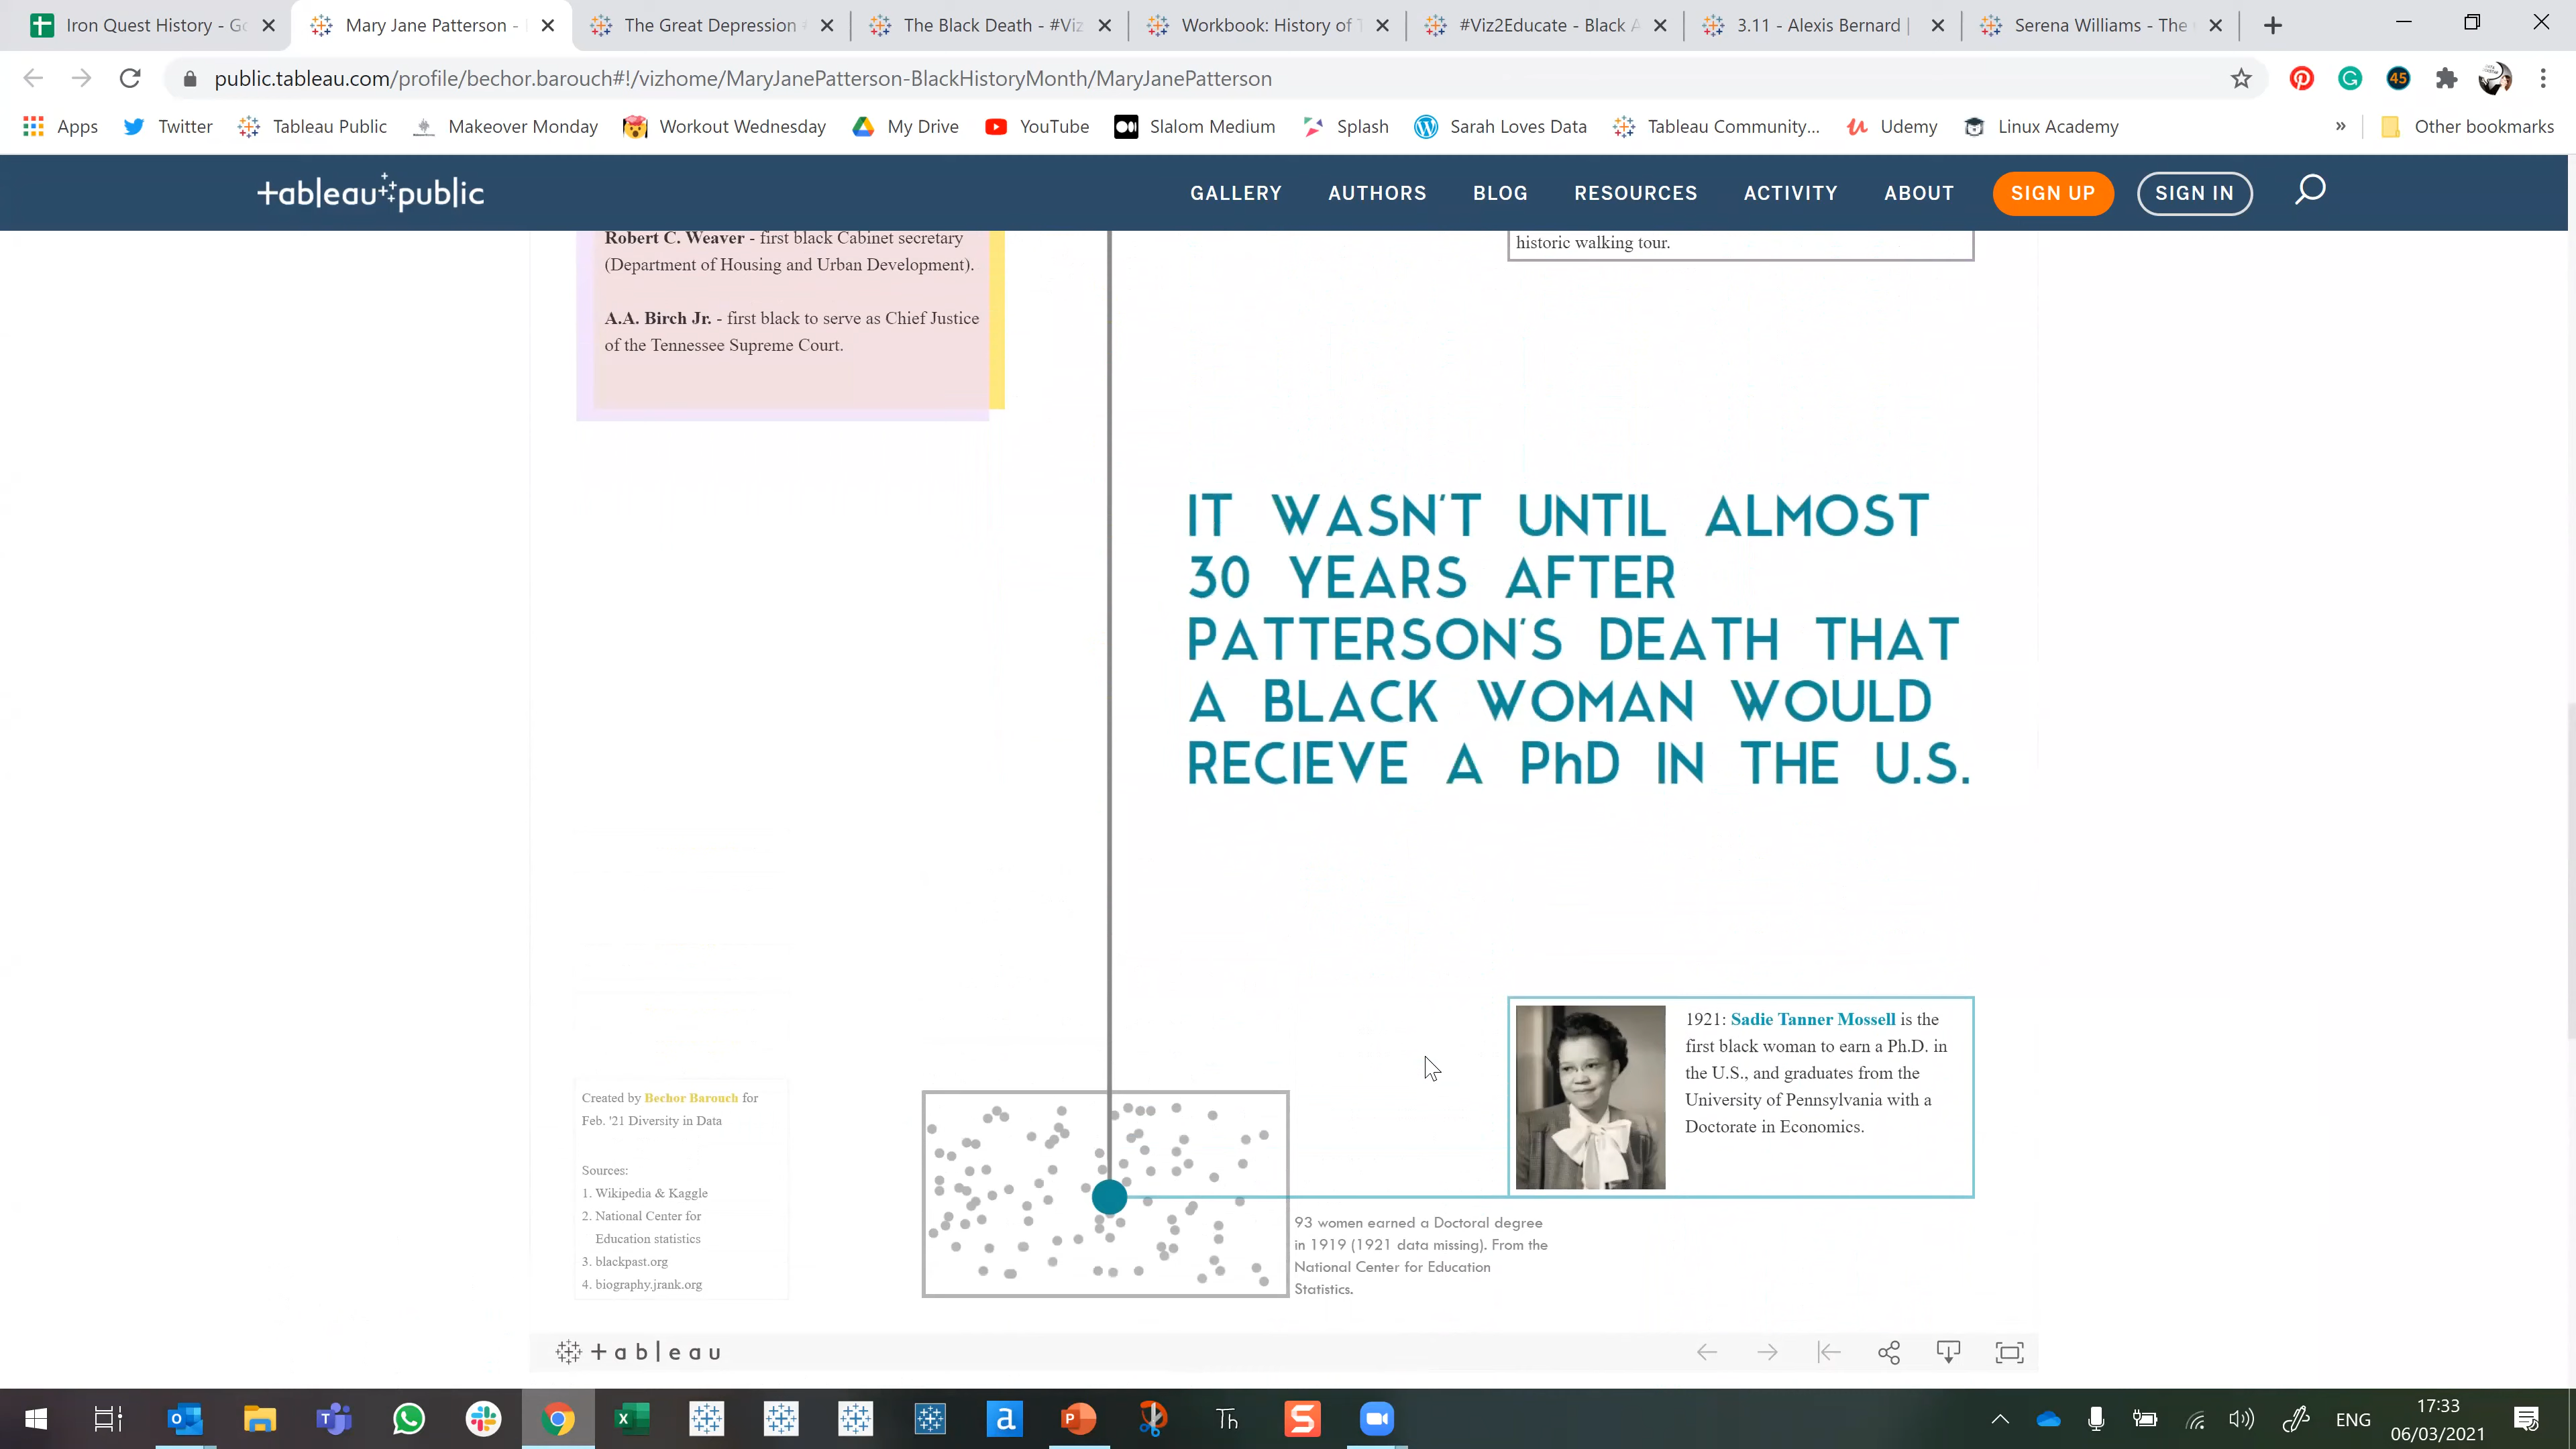 Iron Quest History - Go
Mary Jane Patterson -
The Great Depression
The Black Death - #Viz
Workbook: History of T
#Viz2Educate - Black A
3.11 - Alexis Bernard |
Serena Williams - The
public.tableau.com/profile/bechor.barouch#!/vizhome/MaryJanePatterson-BlackHistoryMonth/MaryJanePatterson
45
Apps
Twitter
Tableau Public
Makeover Monday
Workout Wednesday
My Drive
YouTube
Slalom Medium
Splash
Sarah Loves Data
Tableau Community...
Udemy
Linux Academy
»
Other bookmarks
+ableau public
GALLERY
AUTHORS
BLOG
RESOURCES
ACTIVITY
ABOUT
SIGN UP
SIGN IN
Robert C. Weaver - first black Cabinet secretary
(Department of Housing and Urban Development).
A.A. Birch Jr. - first black to serve as Chief Justice
of the Tennessee Supreme Court.
historic walking tour.
IT WASN'T UNTIL ALMOST
30 YEARS AFTER
PATTERSON'S DEATH THAT
A BLACK WOMAN WOULD
RECIEVE A PhD IN THE U.S.
1921: Sadie Tanner Mossell is the
first black woman to earn a Ph.D. in
the U.S., and graduates from the
University of Pennsylvania with a
Doctorate in Economics.
Created by Bechor Barouch for
Feb. '21 Diversity in Data
Sources:
1. Wikipedia & Kaggle
2. National Center for
Education statistics
3. blackpast.org
4. biography.jrank.org
93 women earned a Doctoral degree
in 1919 (1921 data missing). From the
National Center for Education
Statistics.
+ableau
Th
ENG
17:33
06/03/2021